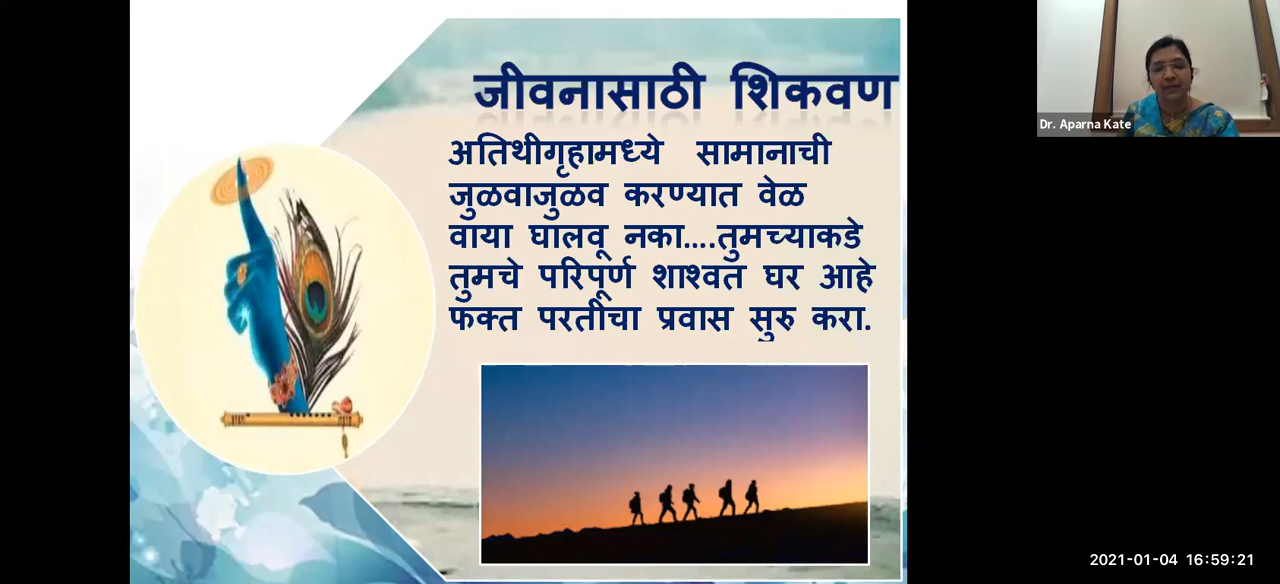 जीवनासाठी शिकवण
अतिथीगृहामध्ये सामानाची
जुळवाजुळव करण्यात वेळ
वाया घालवू नका....तुमच्याकडे
तुमचे परिपूर्ण शाश्वत घर आहे
फक्त परतीचा प्रवास सुरु करा.
Dr. Aparna Kate
2021-01-04 16:59:21